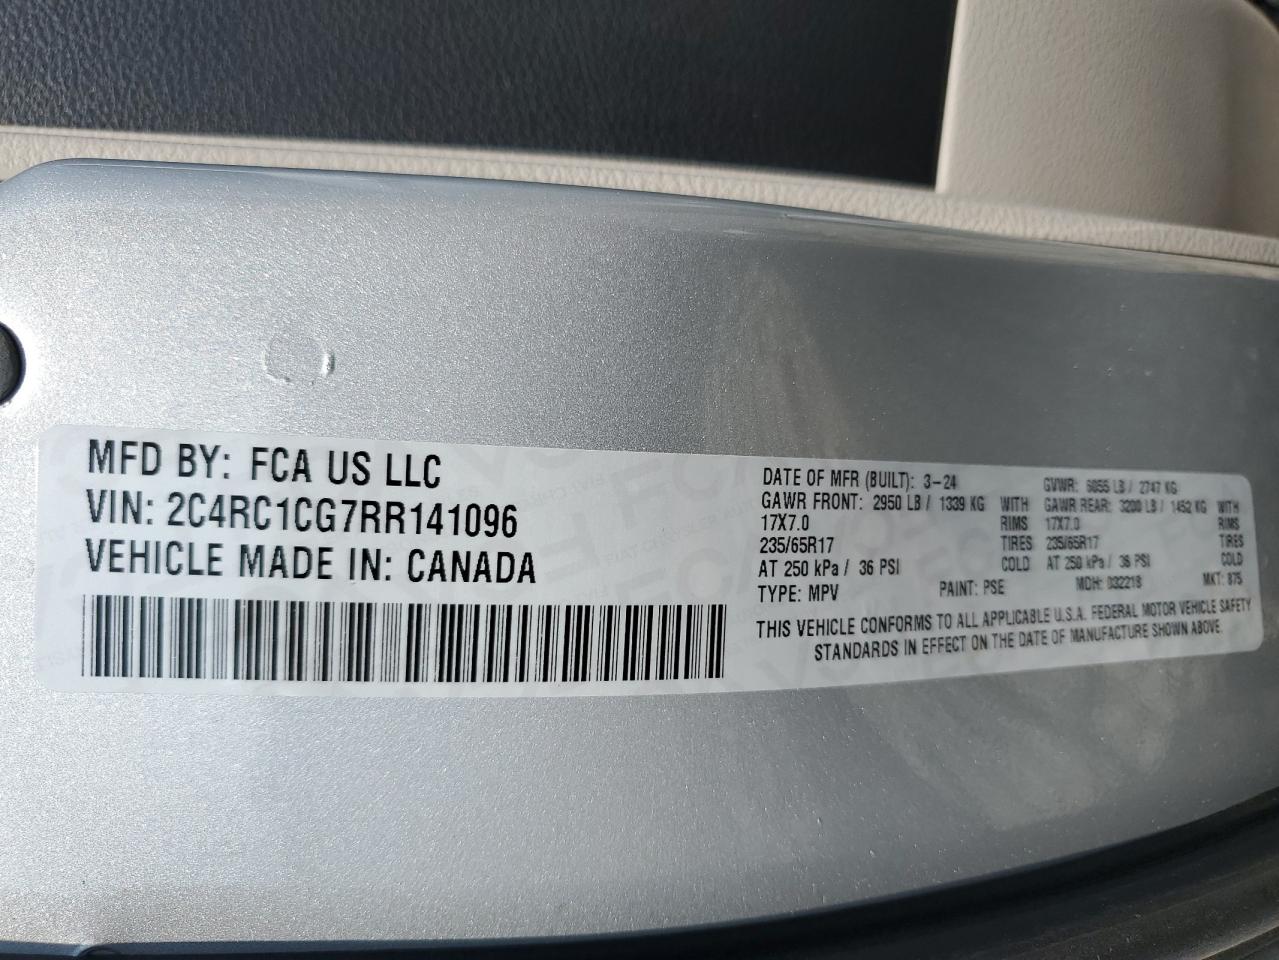 MFD BY: FCA US LLC
VIN: 2C4RC1CG7RR141096
VEHICLE MADE IN: CANADA
DATE OF MFR (BUILT): 3-24 GVWR: 6055 LB / 2747 KG
GAWR FRONT: 2950 LB / 1339 KG WITH GAWR REAR: 3200 LB / 1452 KG WITH
17X7.0 RIMS 17X7.0 RIMS
235/65R17 TIRES 235/65R17 TIRES
AT 250 kPa / 36 PSI COLD AT 250 kPa / 36 PSI COLD
TYPE: MPV PAINT: PSE MDH: 032218 MKT: 875
THIS VEHICLE CONFORMS TO ALL APPLICABLE U.S.A. FEDERAL MOTOR VEHICLE SAFETY
STANDARDS IN EFFECT ON THE DATE OF MANUFACTURE SHOWN ABOVE.